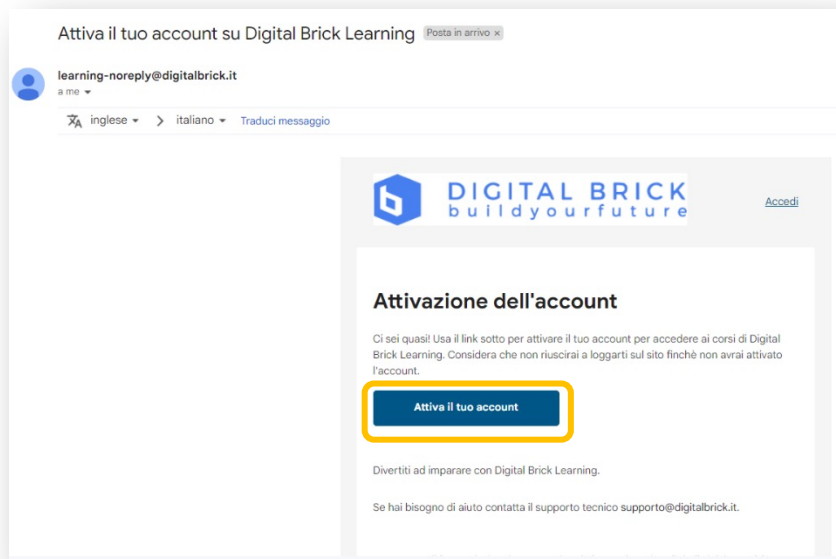 Attiva il tuo account su Digital Brick Learning Posta in arrivo ×
learning-noreply@digitalbrick.it
a me
inglese > italiano Traduci messaggio
DIGITAL BRICK
buildyourfuture
Accedi
Attivazione dell'account
Ci sei quasi! Usa il link sotto per attivare il tuo account per accedere ai corsi di Digital
Brick Learning. Considera che non riuscirai a loggarti sul sito finchè non avrai attivato
l'account.
Attiva il tuo account
Divertiti ad imparare con Digital Brick Learning.
Se hai bisogno di aiuto contatta il supporto tecnico supporto@digitalbrick.it.